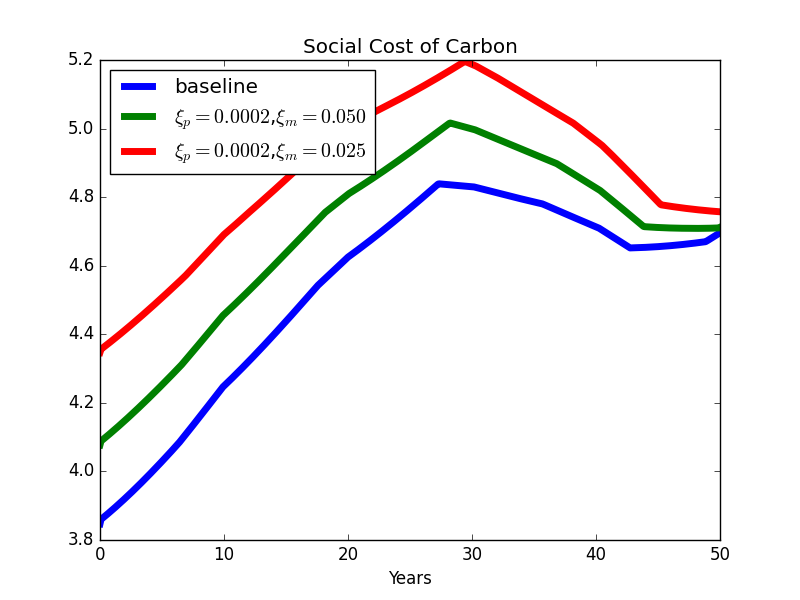 Social Cost of Carbon
5.2
5.0
4.8
4.6
4.4
4.2
4.0
3.8
baseline
ξₚ = 0.0002,ξₘ = 0.050
ξₚ = 0.0002,ξₘ = 0.025
0 10 20 30 40 50
Years